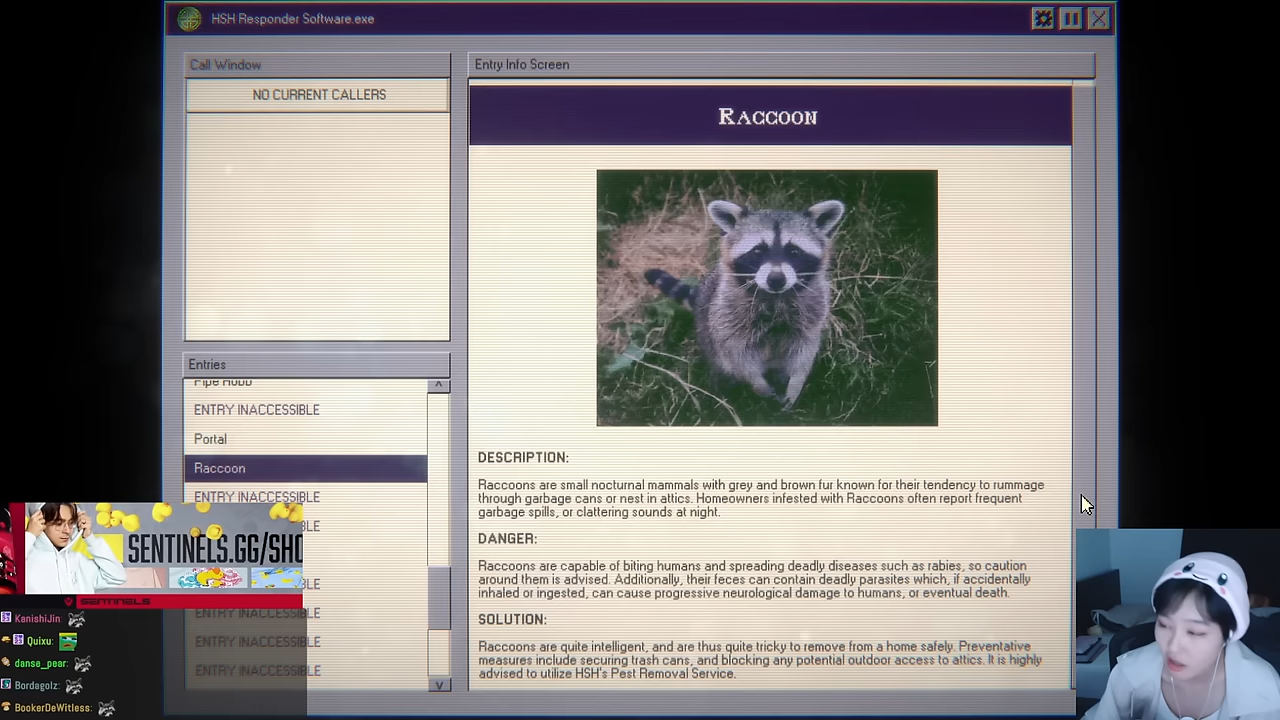 HSH Responder Software.exe
Call Window
NO CURRENT CALLERS
Entry Info Screen
RACCOON
DESCRIPTION:
Raccoons are small nocturnal mammals with grey and brown fur known for their tendency to rummage
through garbage cans or nest in attics. Homeowners infested with Raccoons often report frequent
garbage spills, or clattering sounds at night.
DANGER:
Raccoons are capable of biting humans and spreading deadly diseases such as rabies, so caution
around them is advised. Additionally, their feces can contain deadly parasites which, if accidentally
inhaled or ingested, can cause progressive neurological damage in humans, or eventual death.
SOLUTION:
Raccoons are quite intelligent, and are thus quite tricky to remove from a home safely. Preventative
measures include securing trash cans, and blocking any potential outdoor access to attics. It is highly
advised to utilize HSH's Pest Removal Service.
Entries
ENTRY INACCESSIBLE
Portal
Raccoon
ENTRY INACCESSIBLE
ENTRY INACCESSIBLE
ENTRY INACCESSIBLE
ENTRY INACCESSIBLE
SENTINELS.GG/SHO
SENTINELS
KanishiJin:
Quixu:
danse_pear:
Bordagolz:
BookerDeWitless: